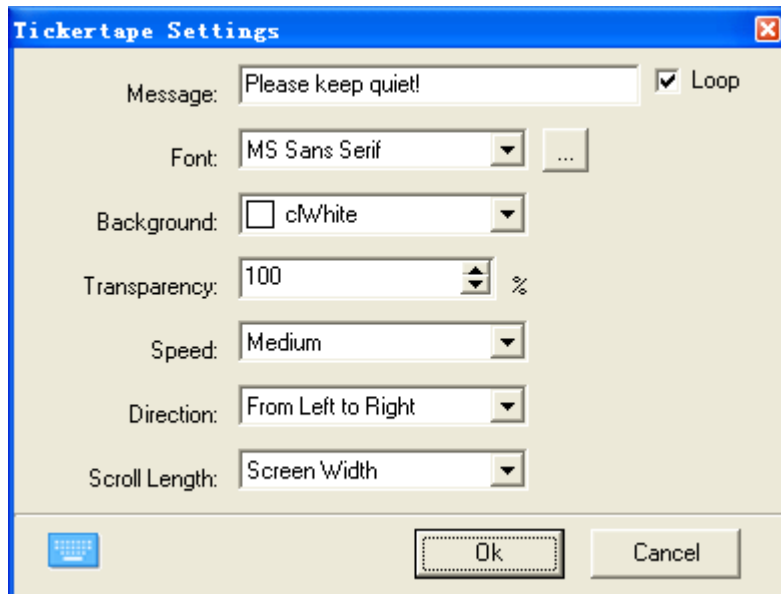 Tickertape Settings
Message: Please keep quiet! Loop
Font: MS Sans Serif ...
Background: clWhite
Transparency: 100 %
Speed: Medium
Direction: From Left to Right
Scroll Length: Screen Width
Ok Cancel